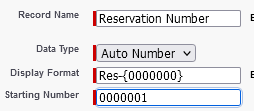 Record Name Reservation Number
Data Type Auto Number
Display Format Res-{0000000}
Starting Number 0000001